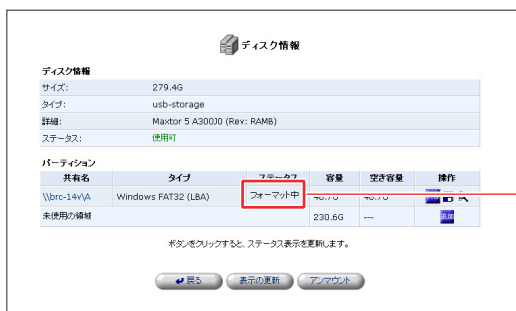 ディスク情報
ディスク情報
サイズ: 279.4G
タイプ: usb-storage
詳細: Maxtor 5 A300J0 (Rev: RAMB)
ステータス: 使用可
パーティション
共有名 タイプ ステータス 容量 空き容量 操作
\\brc-14v\A Windows FAT32 (LBA) フォーマット中
未使用の領域 230.6G --- 追加
ボタンをクリックすると、ステータス表示を更新します。
戻る 表示の更新 アンマウント